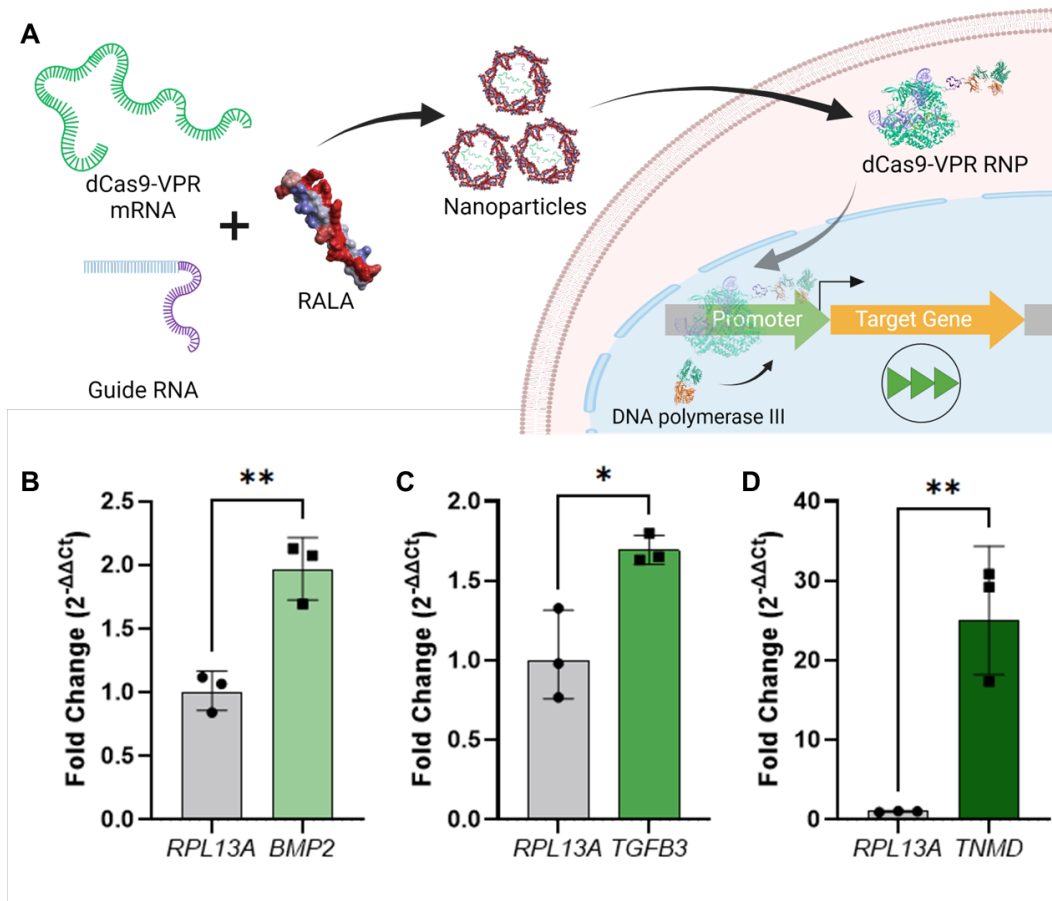 A
dCas9-VPR
mRNA
+
Guide RNA
RALA
Nanoparticles
dCas9-VPR RNP
Promoter
Target Gene
DNA polymerase III
B
**
Fold Change (2^-ΔΔCt)
2.5
2.0
1.5
1.0
0.5
0.0
RPL13A BMP2
C
*
Fold Change (2^-ΔΔCt)
2.0
1.5
1.0
0.5
0.0
RPL13A TGFB3
D
**
Fold Change (2^-ΔΔCt)
40
30
20
10
0
RPL13A TNMD